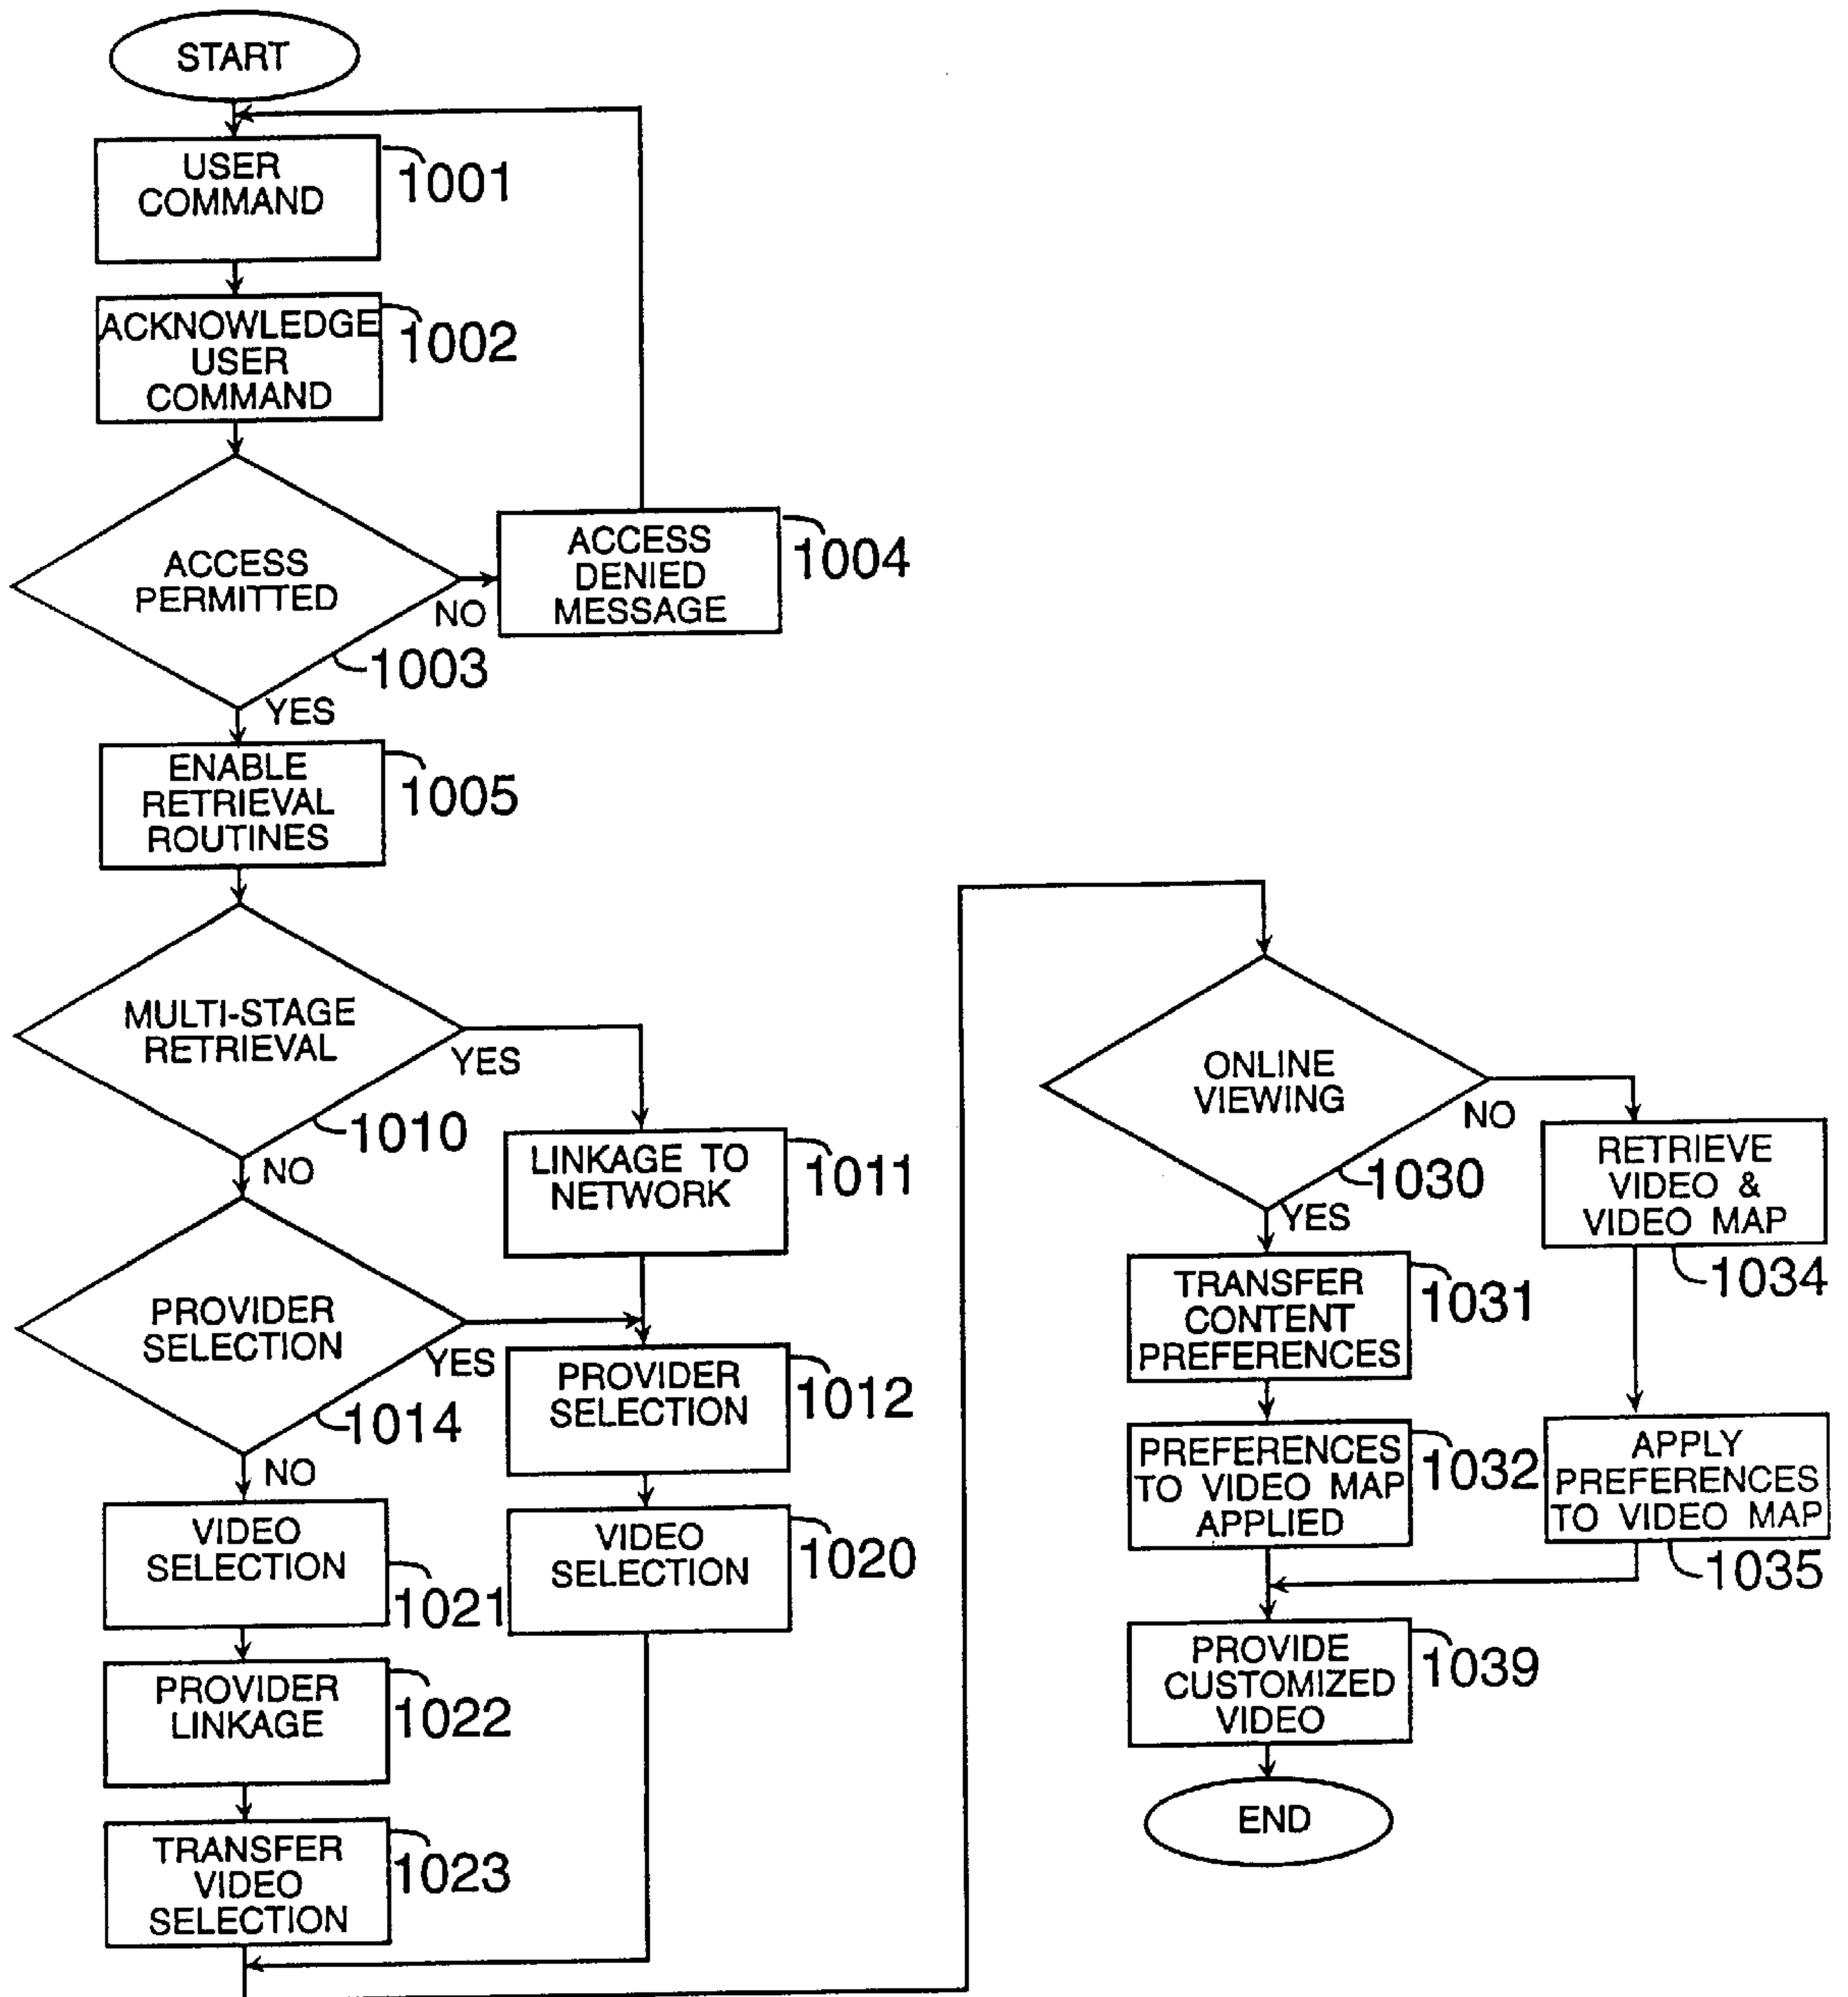 START
USER
COMMAND
1001
ACKNOWLEDGE
USER
COMMAND
1002
ACCESS
PERMITTED
NO
1003
YES
ACCESS
DENIED
MESSAGE
1004
ENABLE
RETRIEVAL
ROUTINES
1005
MULTI-STAGE
RETRIEVAL
YES
1010
NO
LINKAGE TO
NETWORK
1011
PROVIDER
SELECTION
YES
1014
NO
PROVIDER
SELECTION
1012
VIDEO
SELECTION
1021
VIDEO
SELECTION
1020
PROVIDER
LINKAGE
1022
TRANSFER
VIDEO
SELECTION
1023
ONLINE
VIEWING
NO
1030
YES
RETRIEVE
VIDEO &
VIDEO MAP
1034
TRANSFER
CONTENT
PREFERENCES
1031
PREFERENCES
TO VIDEO MAP
APPLIED
1032
APPLY
PREFERENCES
TO VIDEO MAP
1035
PROVIDE
CUSTOMIZED
VIDEO
1039
END